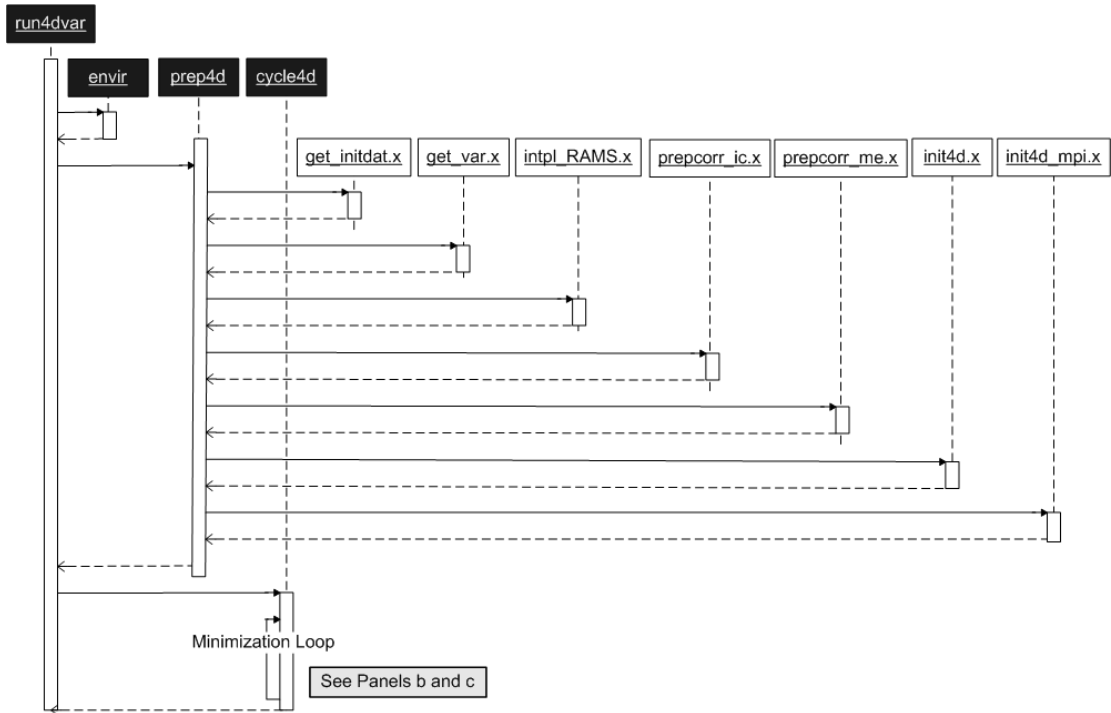 run4dvar
envir
prep4d
cycle4d
get_initdat.x
get_var.x
intpl_RAMS.x
prepcorr_ic.x
prepcorr_me.x
init4d.x
init4d_mpi.x
Minimization Loop
See Panels b and c